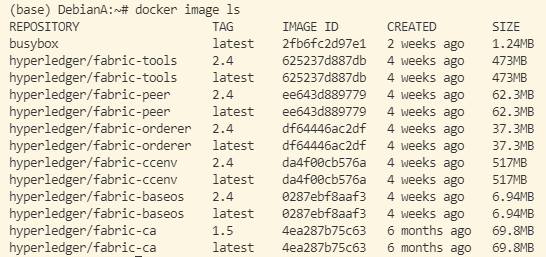 (base) DebianA:~# docker image ls
REPOSITORY TAG IMAGE ID CREATED SIZE
busybox latest 2fb6fc2d97e1 2 weeks ago 1.24MB
hyperledger/fabric-tools 2.4 625237d887db 4 weeks ago 473MB
hyperledger/fabric-tools latest 625237d887db 4 weeks ago 473MB
hyperledger/fabric-peer 2.4 ee643d889779 4 weeks ago 62.3MB
hyperledger/fabric-peer latest ee643d889779 4 weeks ago 62.3MB
hyperledger/fabric-orderer 2.4 df64446ac2df 4 weeks ago 37.3MB
hyperledger/fabric-orderer latest df64446ac2df 4 weeks ago 37.3MB
hyperledger/fabric-ccenv 2.4 da4f00cb576a 4 weeks ago 517MB
hyperledger/fabric-ccenv latest da4f00cb576a 4 weeks ago 517MB
hyperledger/fabric-baseos 2.4 0287ebf8aaf3 4 weeks ago 6.94MB
hyperledger/fabric-baseos latest 0287ebf8aaf3 4 weeks ago 6.94MB
hyperledger/fabric-ca 1.5 4ea287b75c63 6 months ago 69.8MB
hyperledger/fabric-ca latest 4ea287b75c63 6 months ago 69.8MB